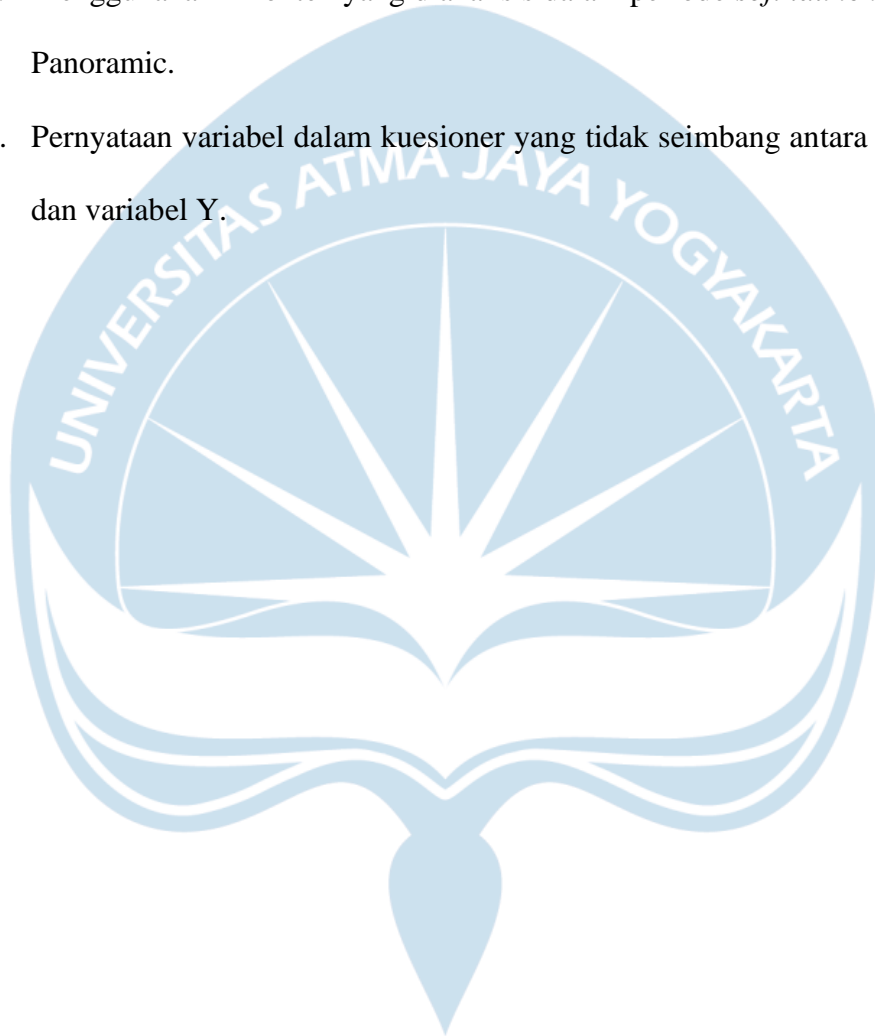 Panoramic.
. Pernyataan variabel dalam kuesioner yang tidak seimbang antara
dan variabel Y.
UNIVERSITAS ATMA JAYA YOGYAKARTA